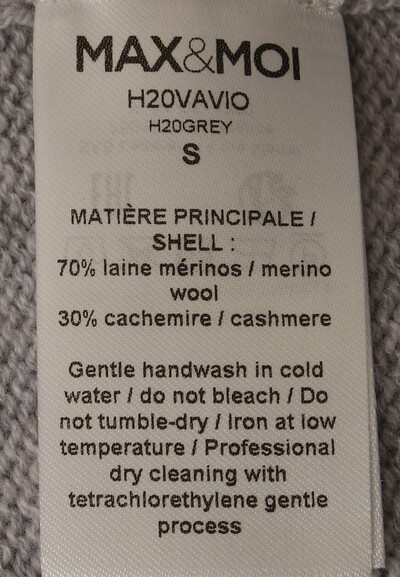 MAX&MOI
H20VAVIO
H20GREY
S
MATIÈRE PRINCIPALE /
SHELL :
70% laine mérinos / merino
wool
30% cachemire / cashmere
Gentle handwash in cold
water / do not bleach / Do
not tumble-dry / Iron at low
temperature / Professional
dry cleaning with
tetrachlorethylene gentle
process